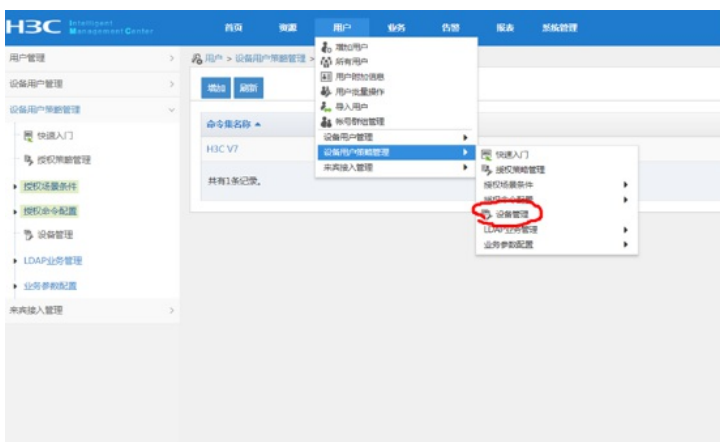 H3C Intelligent Management Center
首页 资源 用户 业务 告警 报表 系统管理
用户管理
设备用户管理
设备用户策略管理
快速入门
授权策略管理
授权场景条件
授权命令配置
设备管理
LDAP业务管理
业务参数配置
来宾接入管理
用户 > 设备用户策略管理 >
增加 刷新
命令集名称
H3C V7
共有1条记录。
增加用户
所有用户
用户附加信息
用户批量操作
导入用户
帐号群组管理
设备用户管理
设备用户策略管理
来宾接入管理
快速入门
授权策略管理
授权场景条件
授权命令配置
设备管理
LDAP业务管理
业务参数配置